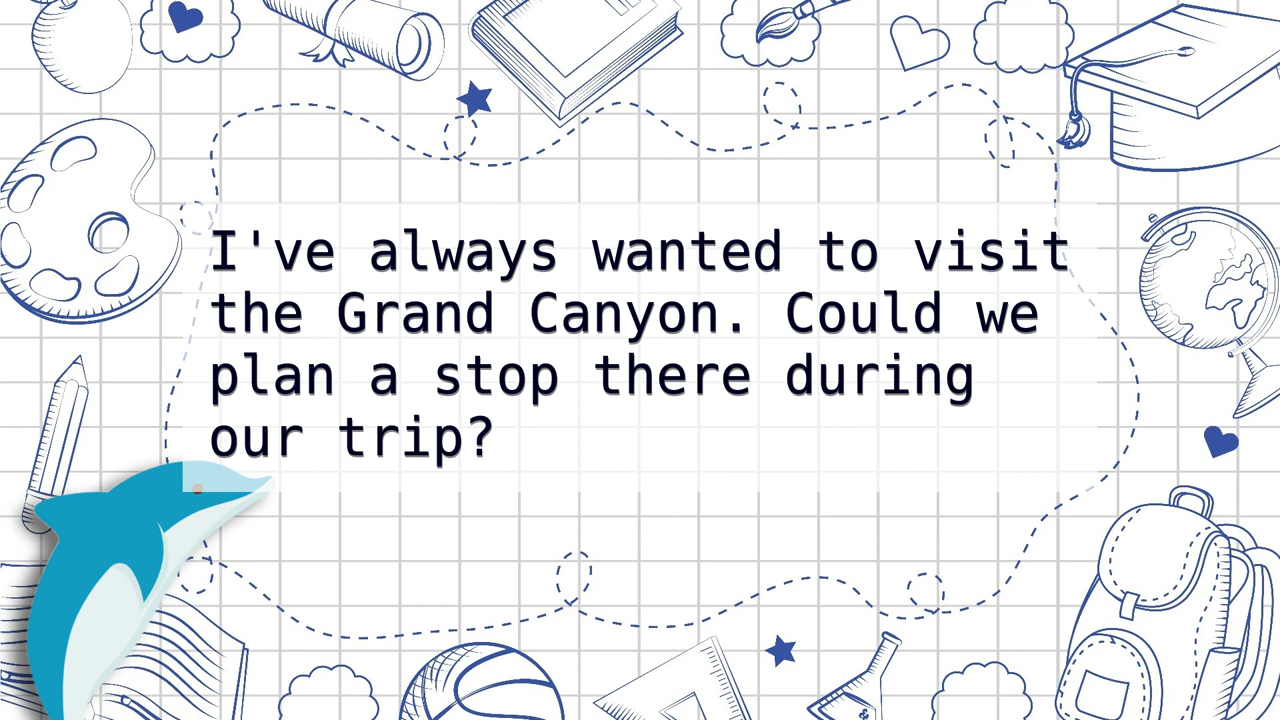 I've always wanted to visit
the Grand Canyon. Could we
plan a stop there during
our trip?